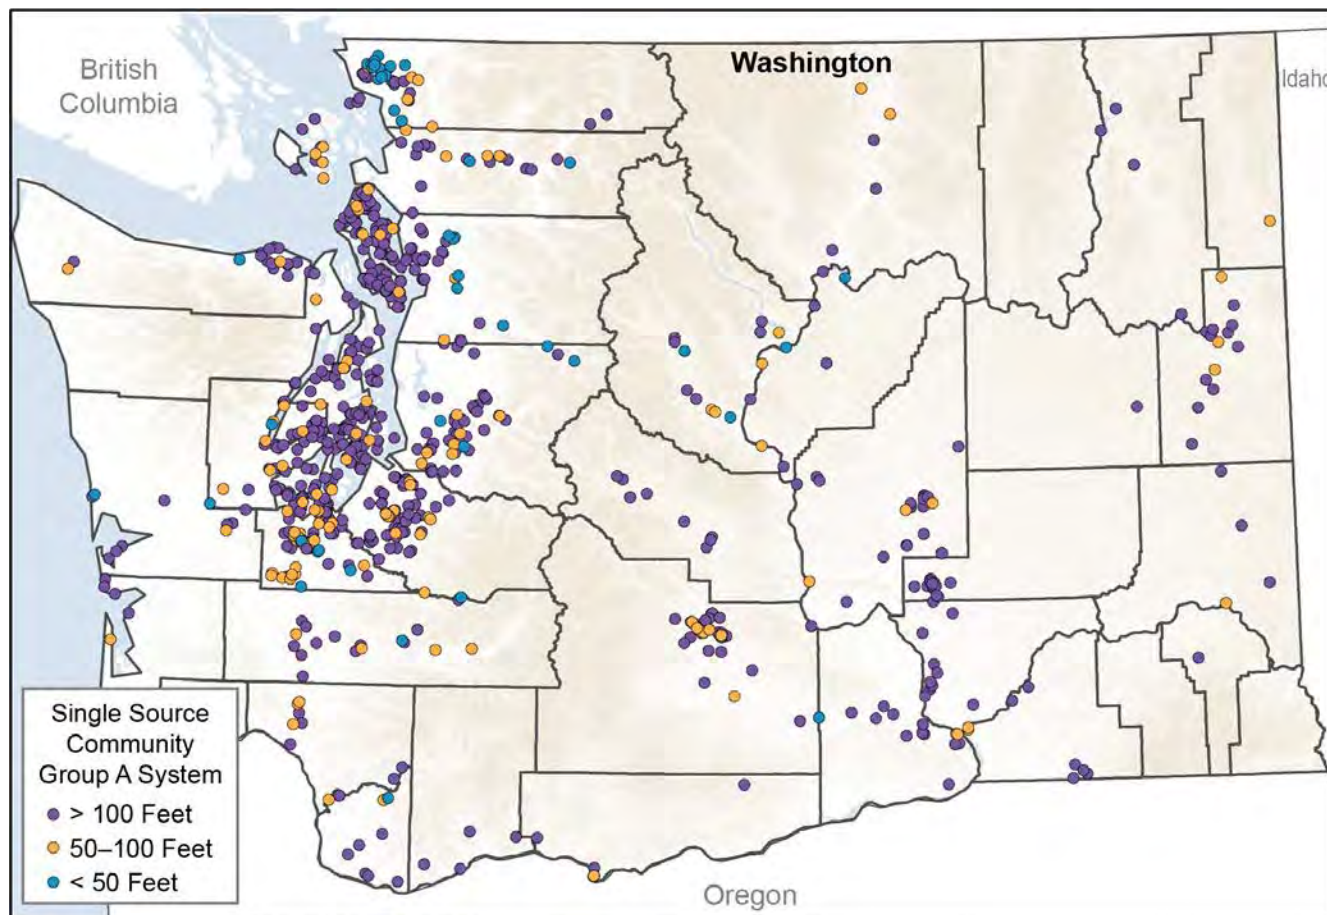 British
Columbia
Washington
Idaho
Single Source
Community
Group A System
> 100 Feet
50–100 Feet
< 50 Feet
Oregon